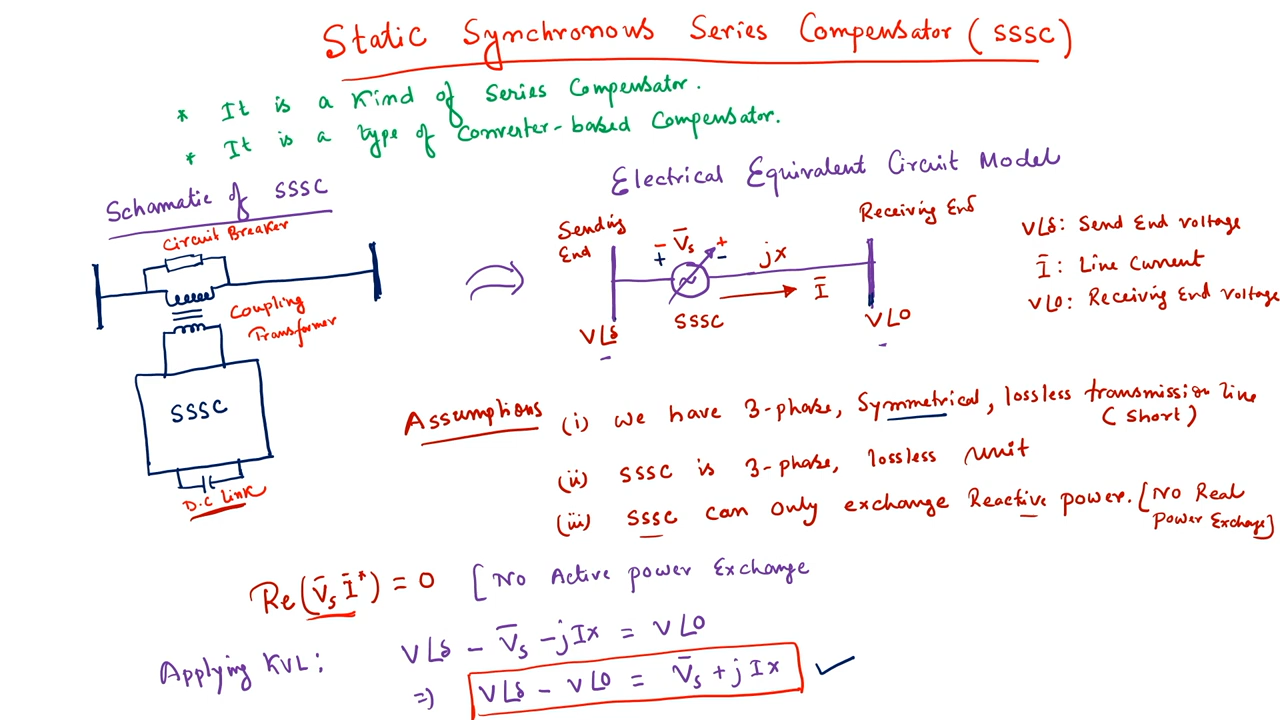 Static Synchronous Series Compensator (SSSC)
* It is a Kind of Series Compensator.
* It is a type of Converter-based Compensator.
Schamatic of SSSC
Circuit Breaker
Coupling
Transformer
SSSC
D.C Link
Electrical Equivalent Circuit Model
Sending
End
Receiving End
− V̄s +
+ −
jx
Ī
SSSC
V∠δ
V∠0
V∠δ: Send End Voltage
Ī : Line Current
V∠0: Receiving End Voltage
Assumptions (i) We have 3-phase, Symmetrical, lossless transmission line
(Short)
(ii) SSSC is 3-phase, lossless unit
(iii) SSSC can only exchange Reactive power. [No Real
Power Exchage]
Re(V̄s Ī*) = 0 [No Active power Exchange
Applying KVL: V∠δ - V̄s - jIx = V∠0
=) V∠δ - V∠0 = V̄s + jIx